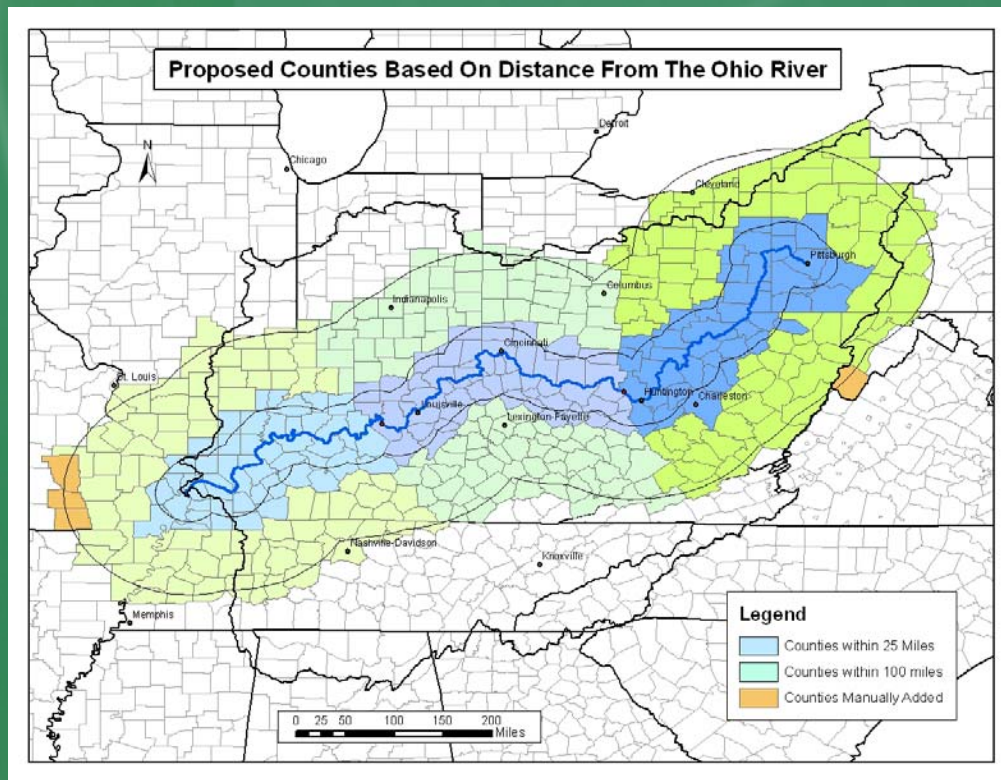 Proposed Counties Based On Distance From The Ohio River
N
Detroit
Chicago
Cleveland
Pittsburgh
Columbus
Indianapolis
Cincinnati
St. Louis
Huntington
Charleston
Louisville
Lexington-Fayette
Nashville-Davidson
Knoxville
Memphis
Legend
Counties within 25 Miles
Counties within 100 miles
Counties Manually Added
0 25 50 100 150 200
Miles